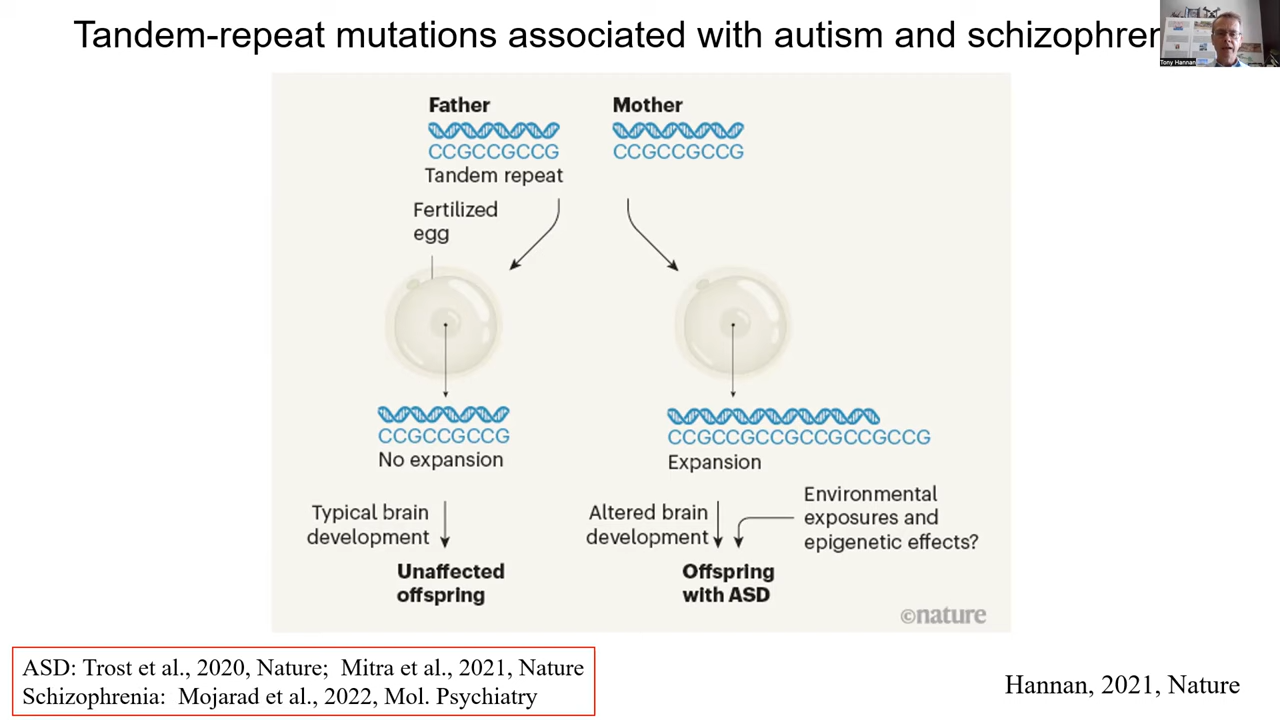 Tandem-repeat mutations associated with autism and schizophren
Tony Hannan
Father
Mother
CCGCCGCCG
CCGCCGCCG
Tandem repeat
Fertilized
egg
CCGCCGCCG
No expansion
CCGCCGCCGCCGCCGCCG
Expansion
Typical brain
development
Altered brain
development
Environmental
exposures and
epigenetic effects?
Unaffected
offspring
Offspring
with ASD
©nature
ASD: Trost et al., 2020, Nature; Mitra et al., 2021, Nature
Schizophrenia: Mojarad et al., 2022, Mol. Psychiatry
Hannan, 2021, Nature